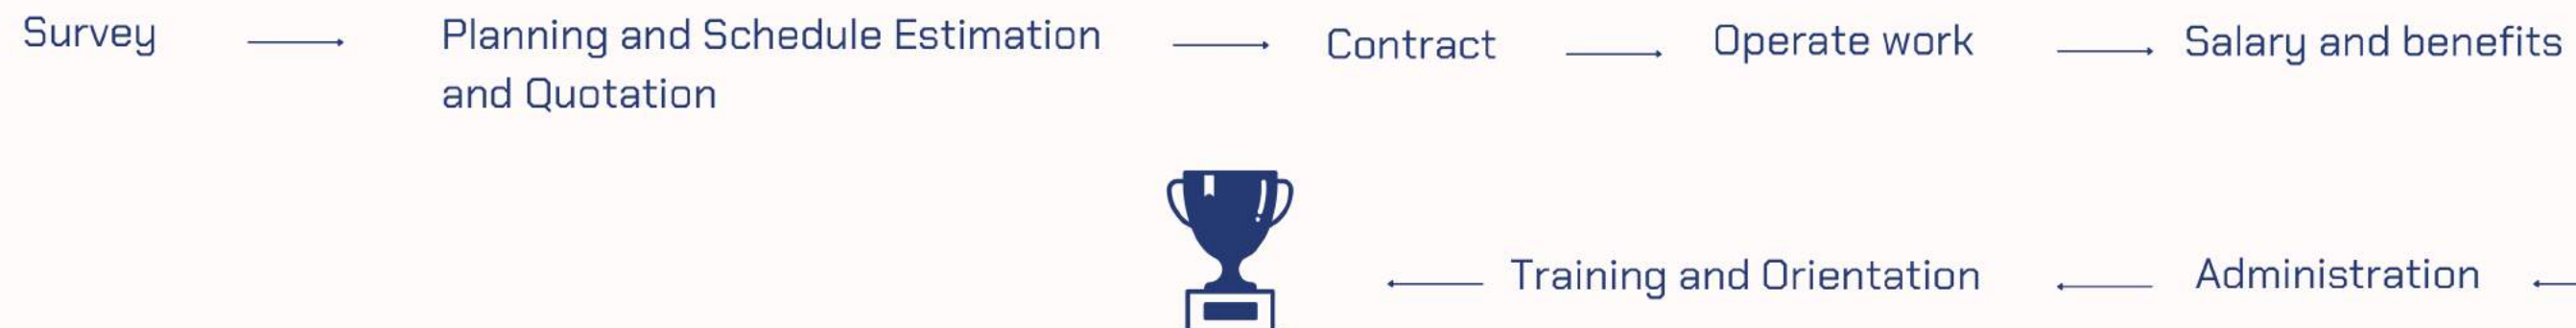 Survey
Planning and Schedule Estimation
and Quotation
Contract
Operate work
Salary and benefits
Training and Orientation
Administration